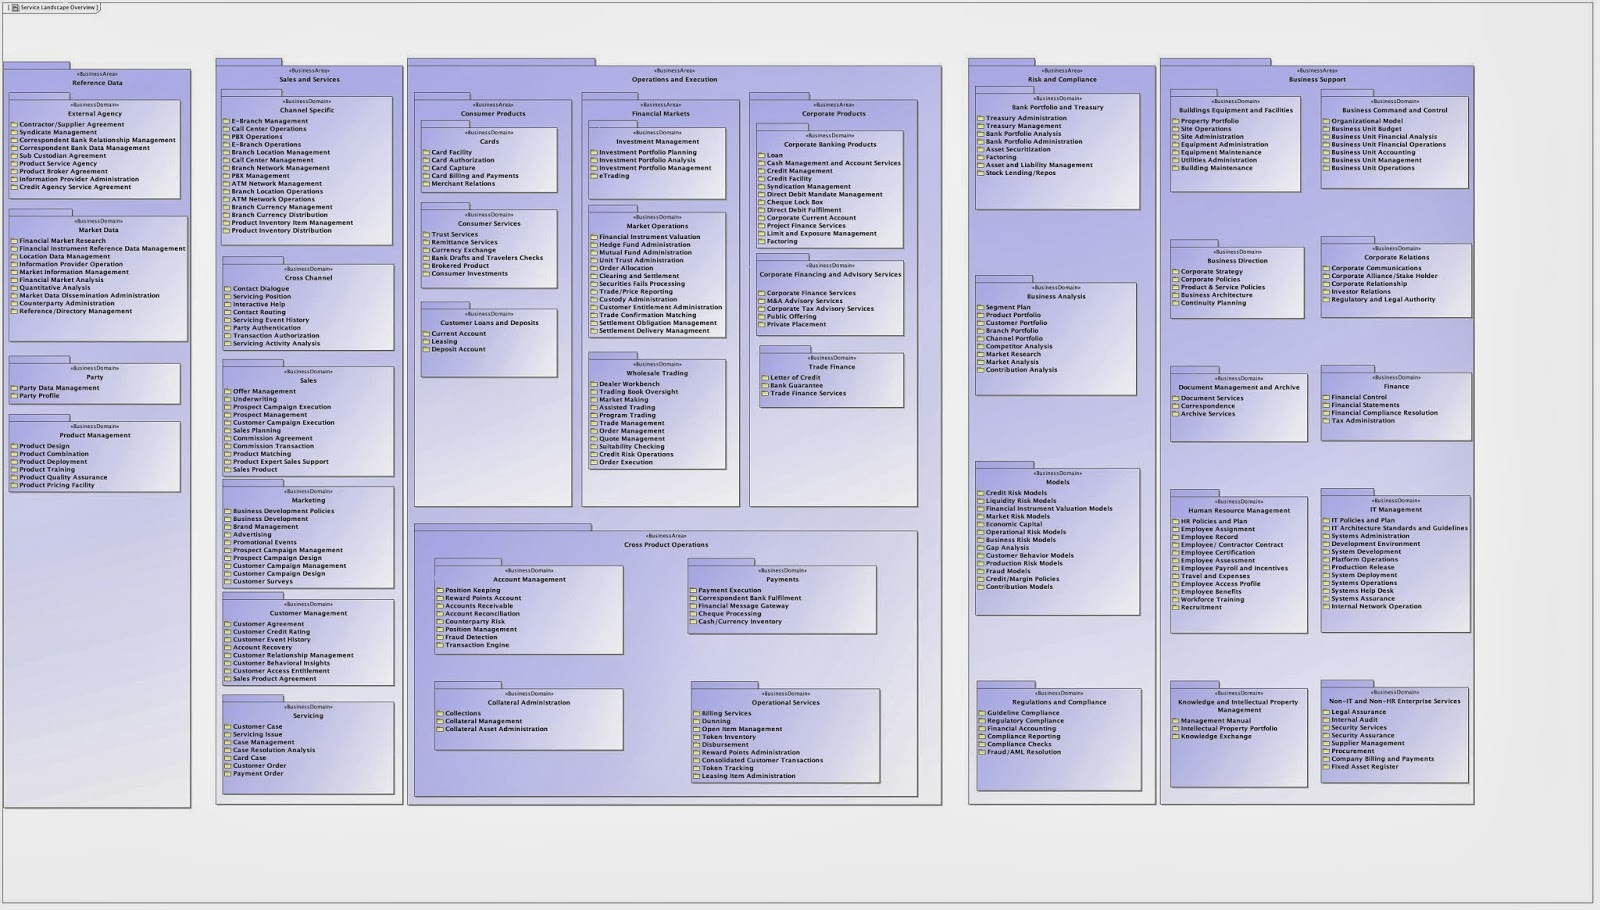 Service Landscape Overview
«BusinessArea»
Reference Data
«BusinessDomain»
External Agency
Contractor/Supplier Agreement
Syndicate Management
Correspondent Bank Relationship Management
Correspondent Bank Data Management
Sub Custodian Agreement
Product Service Agency
Product Broker Agreement
Information Provider Administration
Credit Agency Service Agreement
«BusinessDomain»
Market Data
Financial Market Research
Financial Instrument Reference Data Management
Location Data Management
Information Provider Operation
Market Information Management
Financial Market Analysis
Quantitative Analysis
Market Data Dissemination Administration
Counterparty Administration
Reference/Directory Management
«BusinessDomain»
Party
Party Data Management
Party Profile
«BusinessDomain»
Product Management
Product Design
Product Combination
Product Deployment
Product Training
Product Quality Assurance
Product Pricing Facility
«BusinessArea»
Sales and Services
«BusinessDomain»
Channel Specific
E-Branch Management
Call Center Operations
PBX Operations
E-Branch Operations
Branch Location Management
Call Center Management
Branch Network Management
PBX Management
ATM Network Management
Branch Location Operations
ATM Network Operations
Branch Currency Management
Branch Currency Distribution
Product Inventory Item Management
Product Inventory Distribution
«BusinessDomain»
Cross Channel
Contact Dialogue
Servicing Position
Interactive Help
Contact Routing
Servicing Event History
Party Authentication
Transaction Authorization
Servicing Activity Analysis
«BusinessDomain»
Sales
Offer Management
Underwriting
Prospect Campaign Execution
Prospect Management
Customer Campaign Execution
Sales Planning
Commission Agreement
Commission Transaction
Product Matching
Product Expert Sales Support
Sales Product
«BusinessDomain»
Marketing
Business Development Policies
Business Development
Brand Management
Advertising
Promotional Events
Prospect Campaign Management
Prospect Campaign Design
Customer Campaign Management
Customer Campaign Design
Customer Surveys
«BusinessDomain»
Customer Management
Customer Agreement
Customer Credit Rating
Customer Event History
Account Recovery
Customer Relationship Management
Customer Behavioral Insights
Customer Access Entitlement
Sales Product Agreement
«BusinessDomain»
Servicing
Customer Case
Servicing Issue
Case Management
Case Resolution Analysis
Card Case
Customer Order
Payment Order
«BusinessArea»
Operations and Execution
«BusinessArea»
Consumer Products
«BusinessDomain»
Cards
Card Facility
Card Authorization
Card Capture
Card Billing and Payments
Merchant Relations
«BusinessDomain»
Consumer Services
Trust Services
Remittance Services
Currency Exchange
Bank Drafts and Travelers Checks
Brokered Product
Consumer Investments
«BusinessDomain»
Customer Loans and Deposits
Current Account
Leasing
Deposit Account
«BusinessArea»
Financial Markets
«BusinessDomain»
Investment Management
Investment Portfolio Planning
Investment Portfolio Analysis
Investment Portfolio Management
eTrading
«BusinessDomain»
Market Operations
Financial Instrument Valuation
Hedge Fund Administration
Mutual Fund Administration
Unit Trust Administration
Order Allocation
Clearing and Settlement
Securities Fails Processing
Trade/Price Reporting
Custody Administration
Customer Entitlement Administration
Trade Confirmation Matching
Settlement Obligation Management
Settlement Delivery Managmeent
«BusinessDomain»
Wholesale Trading
Dealer Workbench
Trading Book Oversight
Market Making
Assisted Trading
Program Trading
Trade Management
Order Management
Quote Management
Suitability Checking
Credit Risk Operations
Order Execution
«BusinessArea»
Corporate Products
«BusinessDomain»
Corporate Banking Products
Loan
Cash Management and Account Services
Credit Management
Credit Facility
Syndication Management
Direct Debit Mandate Management
Cheque Lock Box
Direct Debit Fulfilment
Corporate Current Account
Project Finance Services
Limit and Exposure Management
Factoring
«BusinessDomain»
Corporate Financing and Advisory Services
Corporate Finance Services
M&A Advisory Services
Corporate Tax Advisory Services
Public Offering
Private Placement
«BusinessDomain»
Trade Finance
Letter of Credit
Bank Guarantee
Trade Finance Services
«BusinessArea»
Cross Product Operations
«BusinessDomain»
Account Management
Position Keeping
Reward Points Account
Accounts Receivable
Account Reconciliation
Counterparty Risk
Position Management
Fraud Detection
Transaction Engine
«BusinessDomain»
Payments
Payment Execution
Correspondent Bank Fulfilment
Financial Message Gateway
Cheque Processing
Cash/Currency Inventory
«BusinessDomain»
Collateral Administration
Collections
Collateral Management
Collateral Asset Administration
«BusinessDomain»
Operational Services
Billing Services
Dunning
Open Item Management
Token Inventory
Disbursement
Reward Points Administration
Consolidated Customer Transactions
Token Tracking
Leasing Item Administration
«BusinessArea»
Risk and Compliance
«BusinessDomain»
Bank Portfolio and Treasury
Treasury Administration
Treasury Management
Bank Portfolio Analysis
Bank Portfolio Administration
Asset Securitization
Factoring
Asset and Liability Management
Stock Lending/Repos
«BusinessDomain»
Business Analysis
Segment Plan
Product Portfolio
Customer Portfolio
Branch Portfolio
Channel Portfolio
Competitor Analysis
Market Research
Market Analysis
Contribution Analysis
«BusinessDomain»
Models
Credit Risk Models
Liquidity Risk Models
Financial Instrument Valuation Models
Market Risk Models
Economic Capital
Operational Risk Models
Business Risk Models
Gap Analysis
Customer Behavior Models
Production Risk Models
Fraud Models
Credit/Margin Policies
Contribution Models
«BusinessDomain»
Regulations and Compliance
Guideline Compliance
Regulatory Compliance
Financial Accounting
Compliance Reporting
Compliance Checks
Fraud/AML Resolution
«BusinessArea»
Business Support
«BusinessDomain»
Buildings Equipment and Facilities
Property Portfolio
Site Operations
Site Administration
Equipment Administration
Equipment Maintenance
Utilities Administration
Building Maintenance
«BusinessDomain»
Business Command and Control
Organizational Model
Business Unit Budget
Business Unit Financial Analysis
Business Unit Financial Operations
Business Unit Accounting
Business Unit Management
Business Unit Operations
«BusinessDomain»
Business Direction
Corporate Strategy
Corporate Policies
Product & Service Policies
Business Architecture
Continuity Planning
«BusinessDomain»
Corporate Relations
Corporate Communications
Corporate Alliance/Stake Holder
Corporate Relationship
Investor Relations
Regulatory and Legal Authority
«BusinessDomain»
Document Management and Archive
Document Services
Correspondence
Archive Services
«BusinessDomain»
Finance
Financial Control
Financial Statements
Financial Compliance Resolution
Tax Administration
«BusinessDomain»
Human Resource Management
HR Policies and Plan
Employee Assignment
Employee Record
Employee/ Contractor Contract
Employee Certification
Employee Assessment
Employee Payroll and Incentives
Travel and Expenses
Employee Access Profile
Employee Benefits
Workforce Training
Recruitment
«BusinessDomain»
IT Management
IT Policies and Plan
IT Architecture Standards and Guidelines
Systems Administration
Development Environment
System Development
Platform Operations
Production Release
System Deployment
Systems Operations
Systems Help Desk
Systems Assurance
Internal Network Operation
«BusinessDomain»
Knowledge and Intellectual Property
Management
Management Manual
Intellectual Property Portfolio
Knowledge Exchange
«BusinessDomain»
Non-IT and Non-HR Enterprise Services
Legal Assurance
Internal Audit
Security Services
Security Assurance
Supplier Management
Procurement
Company Billing and Payments
Fixed Asset Register